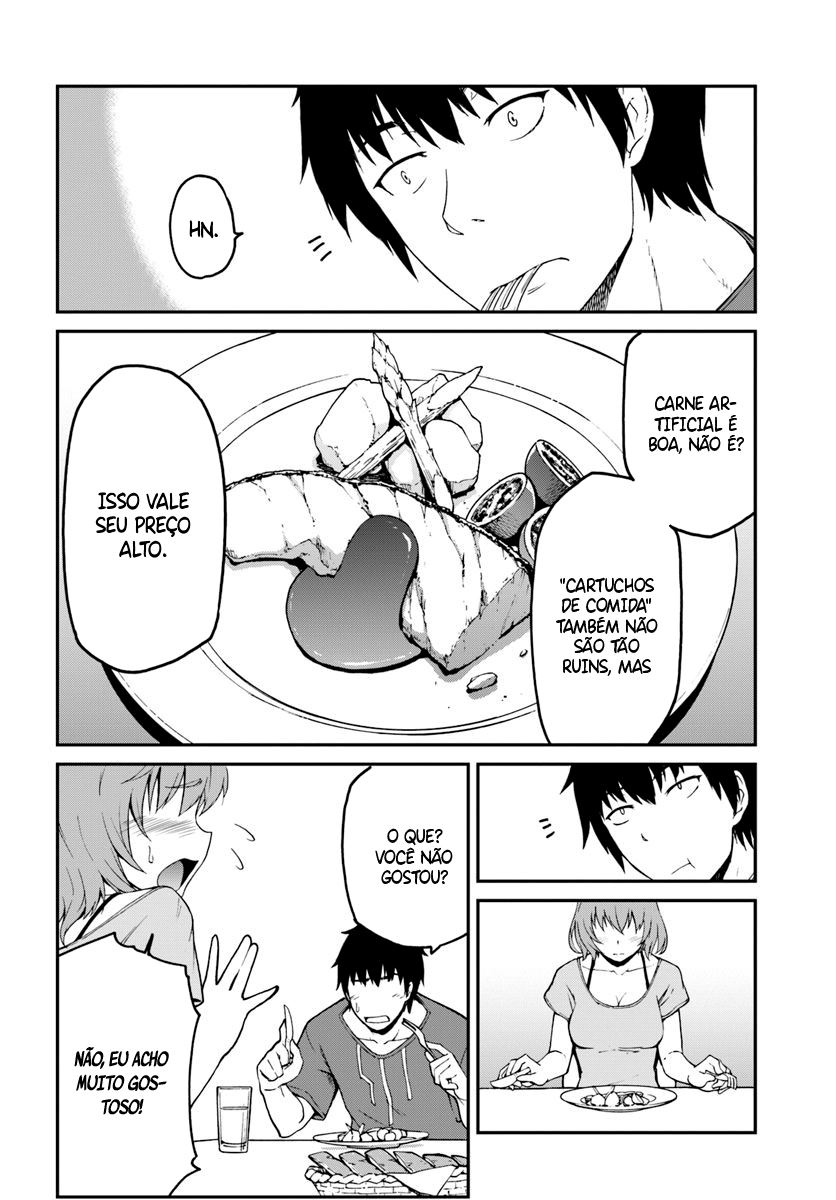 HN.
CARNE AR-
TIFICIAL É
BOA, NÃO É?
"CARTUCHOS
DE COMIDA"
TAMBÉM NÃO
SÃO TÃO
RUINS, MAS
ISSO VALE
SEU PREÇO
ALTO.
O QUE?
VOCÊ NÃO
GOSTOU?
NÃO, EU ACHO
MUITO GOS-
TOSO!